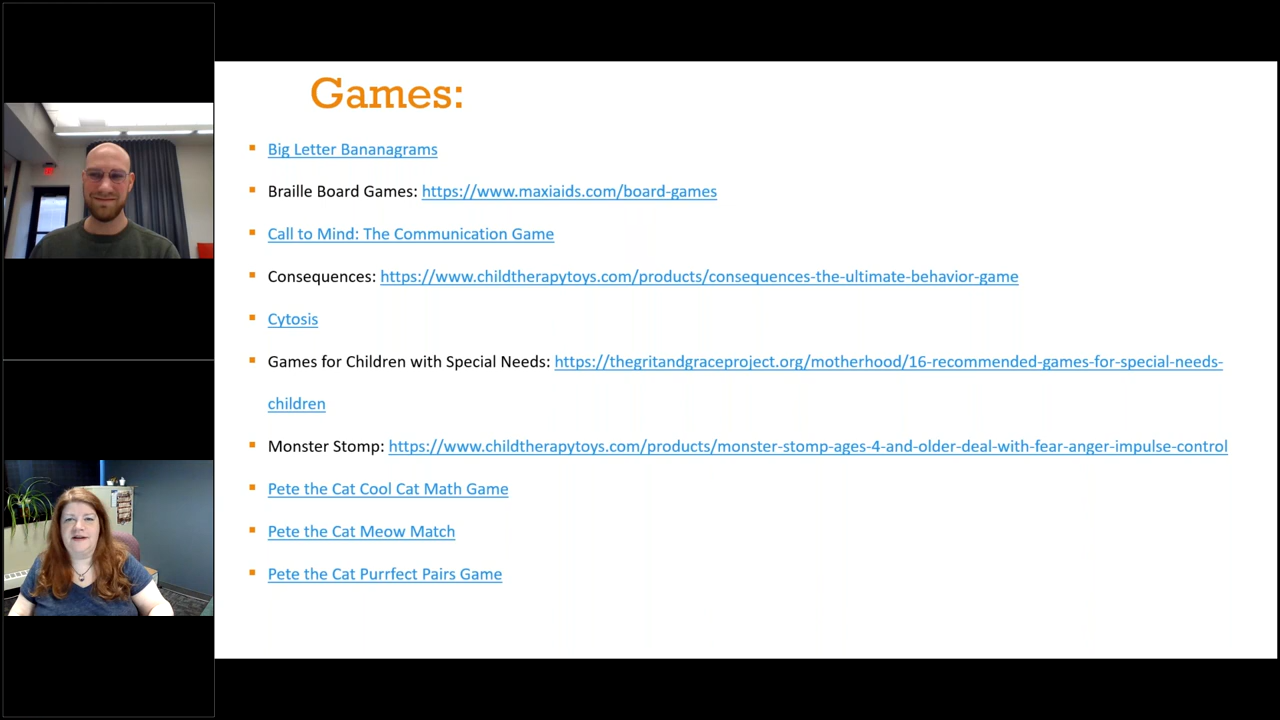 Games:
Big Letter Bananagrams
Braille Board Games: https://www.maxiaids.com/board-games
Call to Mind: The Communication Game
Consequences: https://www.childtherapytoys.com/products/consequences-the-ultimate-behavior-game
Cytosis
Games for Children with Special Needs: https://thegritandgraceproject.org/motherhood/16-recommended-games-for-special-needs-
children
Monster Stomp: https://www.childtherapytoys.com/products/monster-stomp-ages-4-and-older-deal-with-fear-anger-impulse-control
Pete the Cat Cool Cat Math Game
Pete the Cat Meow Match
Pete the Cat Purrfect Pairs Game